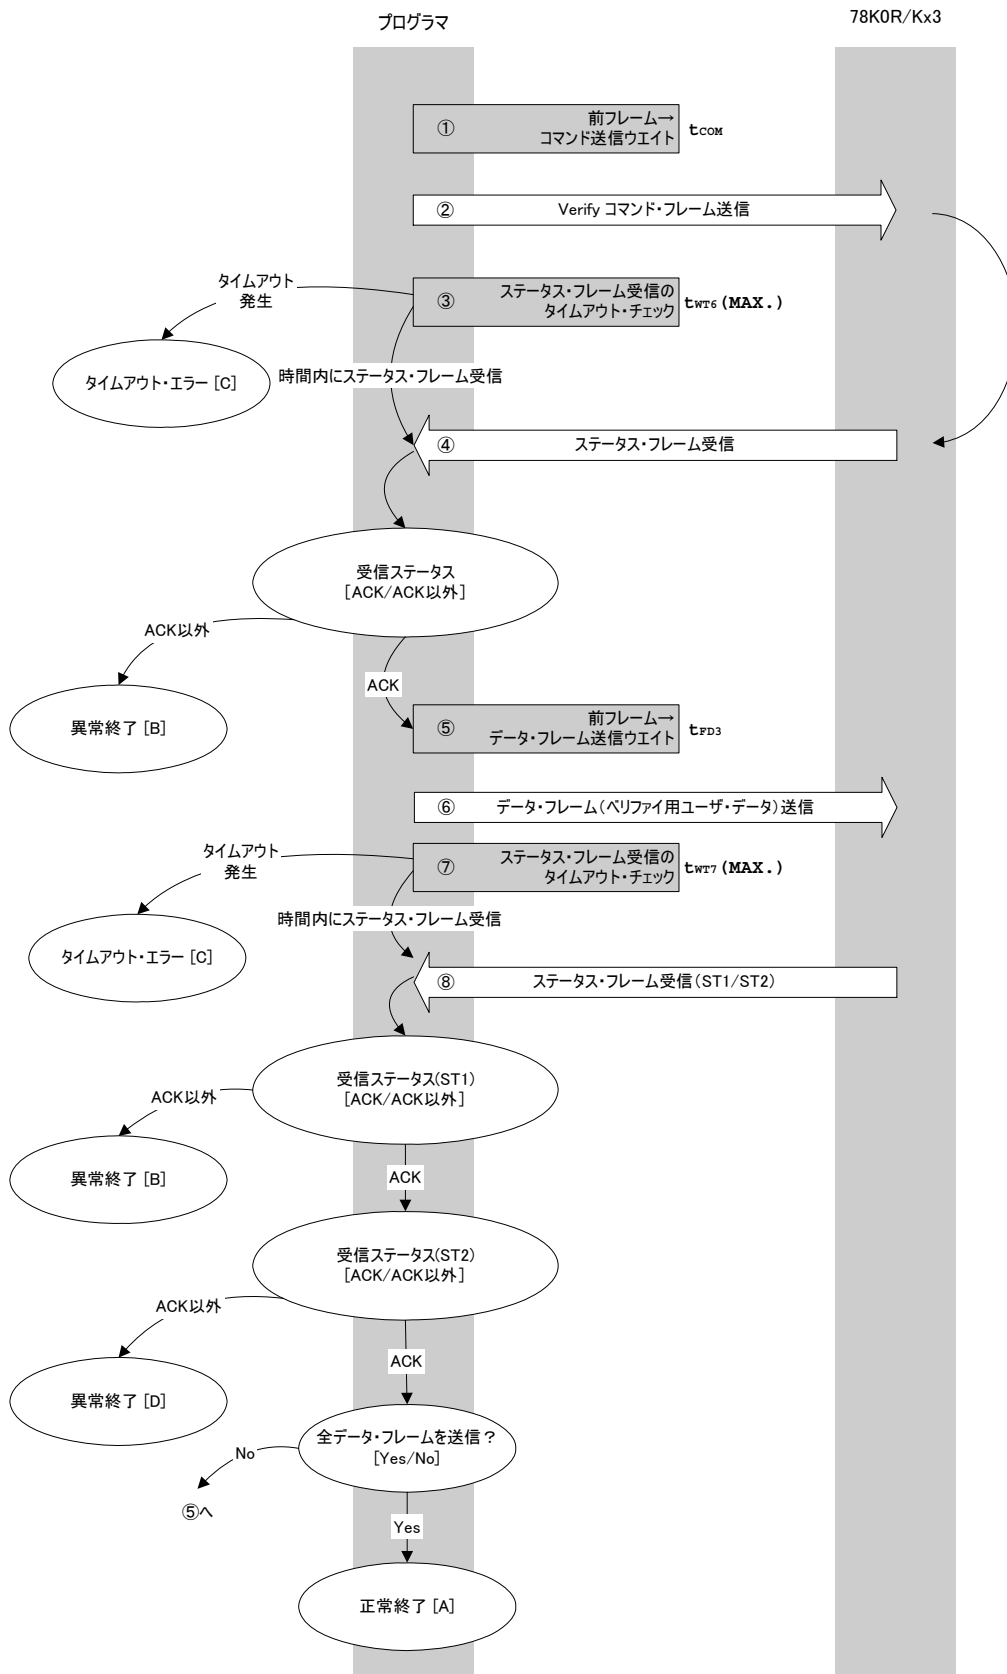 プログラマ
78K0R/Kx3
①
前フレーム→
コマンド送信ウエイト
tCOM
②
Verify コマンド・フレーム送信
タイムアウト
発生
③
ステータス・フレーム受信の
タイムアウト・チェック
tWT6(MAX.)
タイムアウト・エラー [C]
時間内にステータス・フレーム受信
④
ステータス・フレーム受信
受信ステータス
[ACK/ACK以外]
ACK以外
ACK
異常終了 [B]
⑤
前フレーム→
データ・フレーム送信ウエイト
tFD3
⑥
データ・フレーム(ベリファイ用ユーザ・データ)送信
タイムアウト
発生
⑦
ステータス・フレーム受信の
タイムアウト・チェック
tWT7(MAX.)
時間内にステータス・フレーム受信
タイムアウト・エラー [C]
⑧
ステータス・フレーム受信(ST1/ST2)
受信ステータス(ST1)
[ACK/ACK以外]
ACK以外
異常終了 [B]
ACK
受信ステータス(ST2)
[ACK/ACK以外]
ACK以外
ACK
異常終了 [D]
全データ・フレームを送信?
[Yes/No]
No
⑤へ
Yes
正常終了 [A]